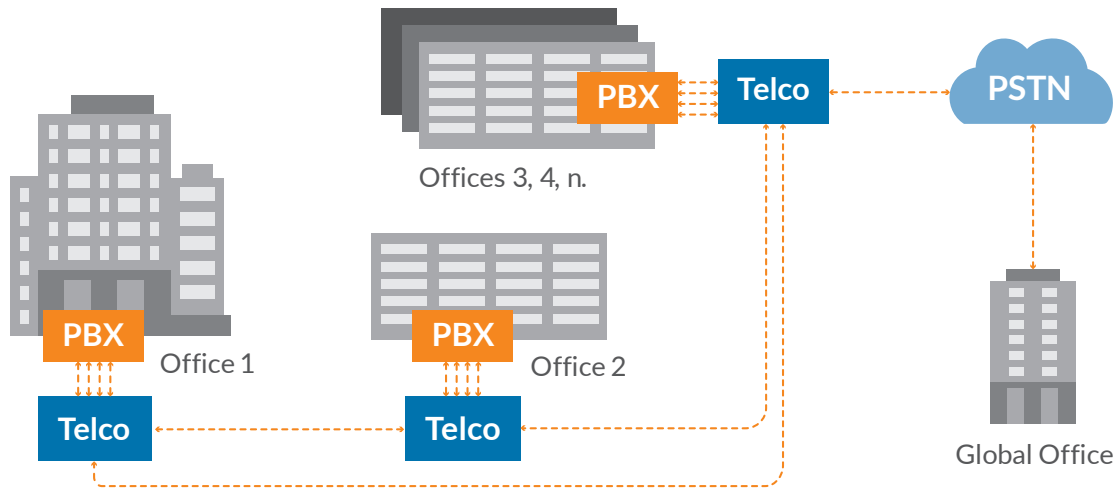 PBX
Telco
PSTN
Offices 3, 4, n.
PBX
Office 1
PBX
Office 2
Telco
Telco
Global Office